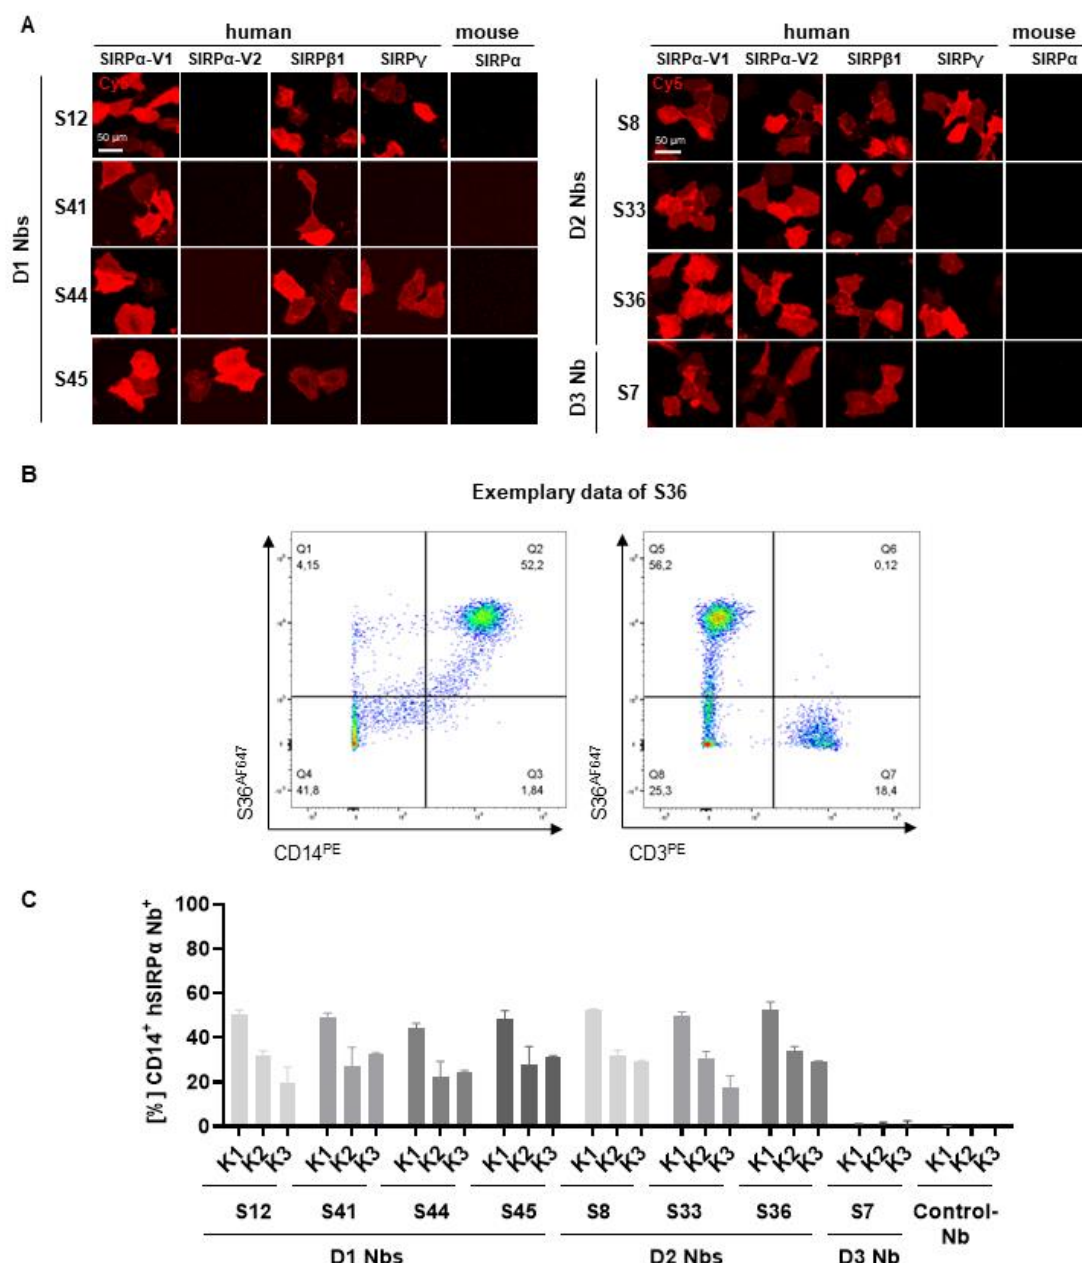 A
human
mouse
SIRPα-V1 SIRPα-V2 SIRPβ1 SIRPγ SIRPα
D1 Nbs
S12
50 µm
S41
S44
S45
human
mouse
SIRPα-V1 SIRPα-V2 SIRPβ1 SIRPγ SIRPα
D2 Nbs
Cy5
50 µm
S8
S33
S36
D3 Nb
S7
B
Exemplary data of S36
Q1
4,15
Q2
52,2
Q4
41,8
Q3
1,84
S36AF647
CD14PE
Q5
56,2
Q6
0,12
Q8
25,3
Q7
18,4
S36AF647
CD3PE
C
[%] CD14+ hSIRPα Nb+
100
80
60
40
20
0
K1 K2 K3 K1 K2 K3 K1 K2 K3 K1 K2 K3 K1 K2 K3 K1 K2 K3 K1 K2 K3 K1 K2 K3 K1 K2 K3
S12 S41 S44 S45 S8 S33 S36 S7 Control-Nb
D1 Nbs D2 Nbs D3 Nb